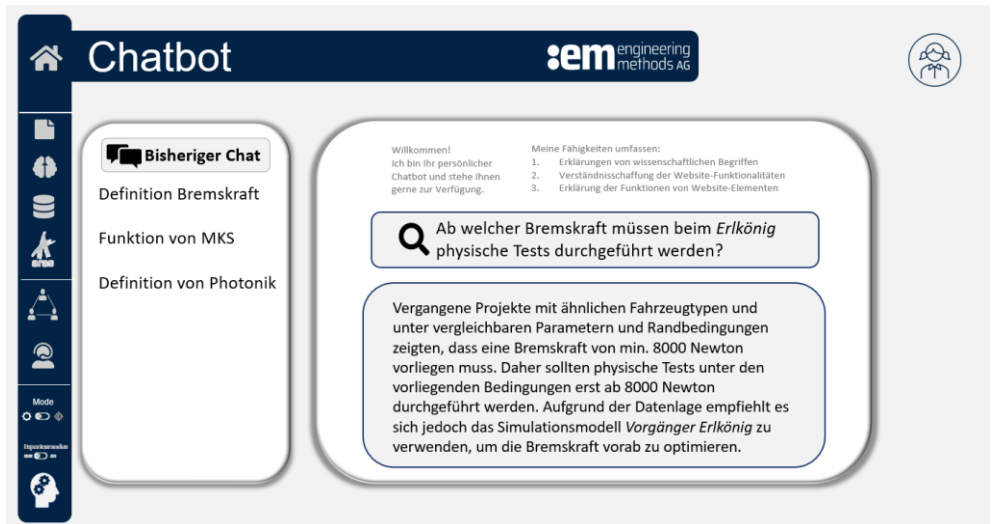 Chatbot
:em engineering
methods AG
Bisheriger Chat
Definition Bremskraft
Funktion von MKS
Definition von Photonik
Willkommen!
Ich bin Ihr persönlicher
Chatbot und stehe Ihnen
gerne zur Verfügung.
Meine Fähigkeiten umfassen:
1. Erklärungen von wissenschaftlichen Begriffen
2. Verständnisschaffung der Website-Funktionalitäten
3. Erklärung der Funktionen von Website-Elementen
Ab welcher Bremskraft müssen beim Erlkönig
physische Tests durchgeführt werden?
Vergangene Projekte mit ähnlichen Fahrzeugtypen und
unter vergleichbaren Parametern und Randbedingungen
zeigten, dass eine Bremskraft von min. 8000 Newton
vorliegen muss. Daher sollten physische Tests unter den
vorliegenden Bedingungen erst ab 8000 Newton
durchgeführt werden. Aufgrund der Datenlage empfiehlt es
sich jedoch das Simulationsmodell Vorgänger Erlkönig zu
verwenden, um die Bremskraft vorab zu optimieren.
Mode